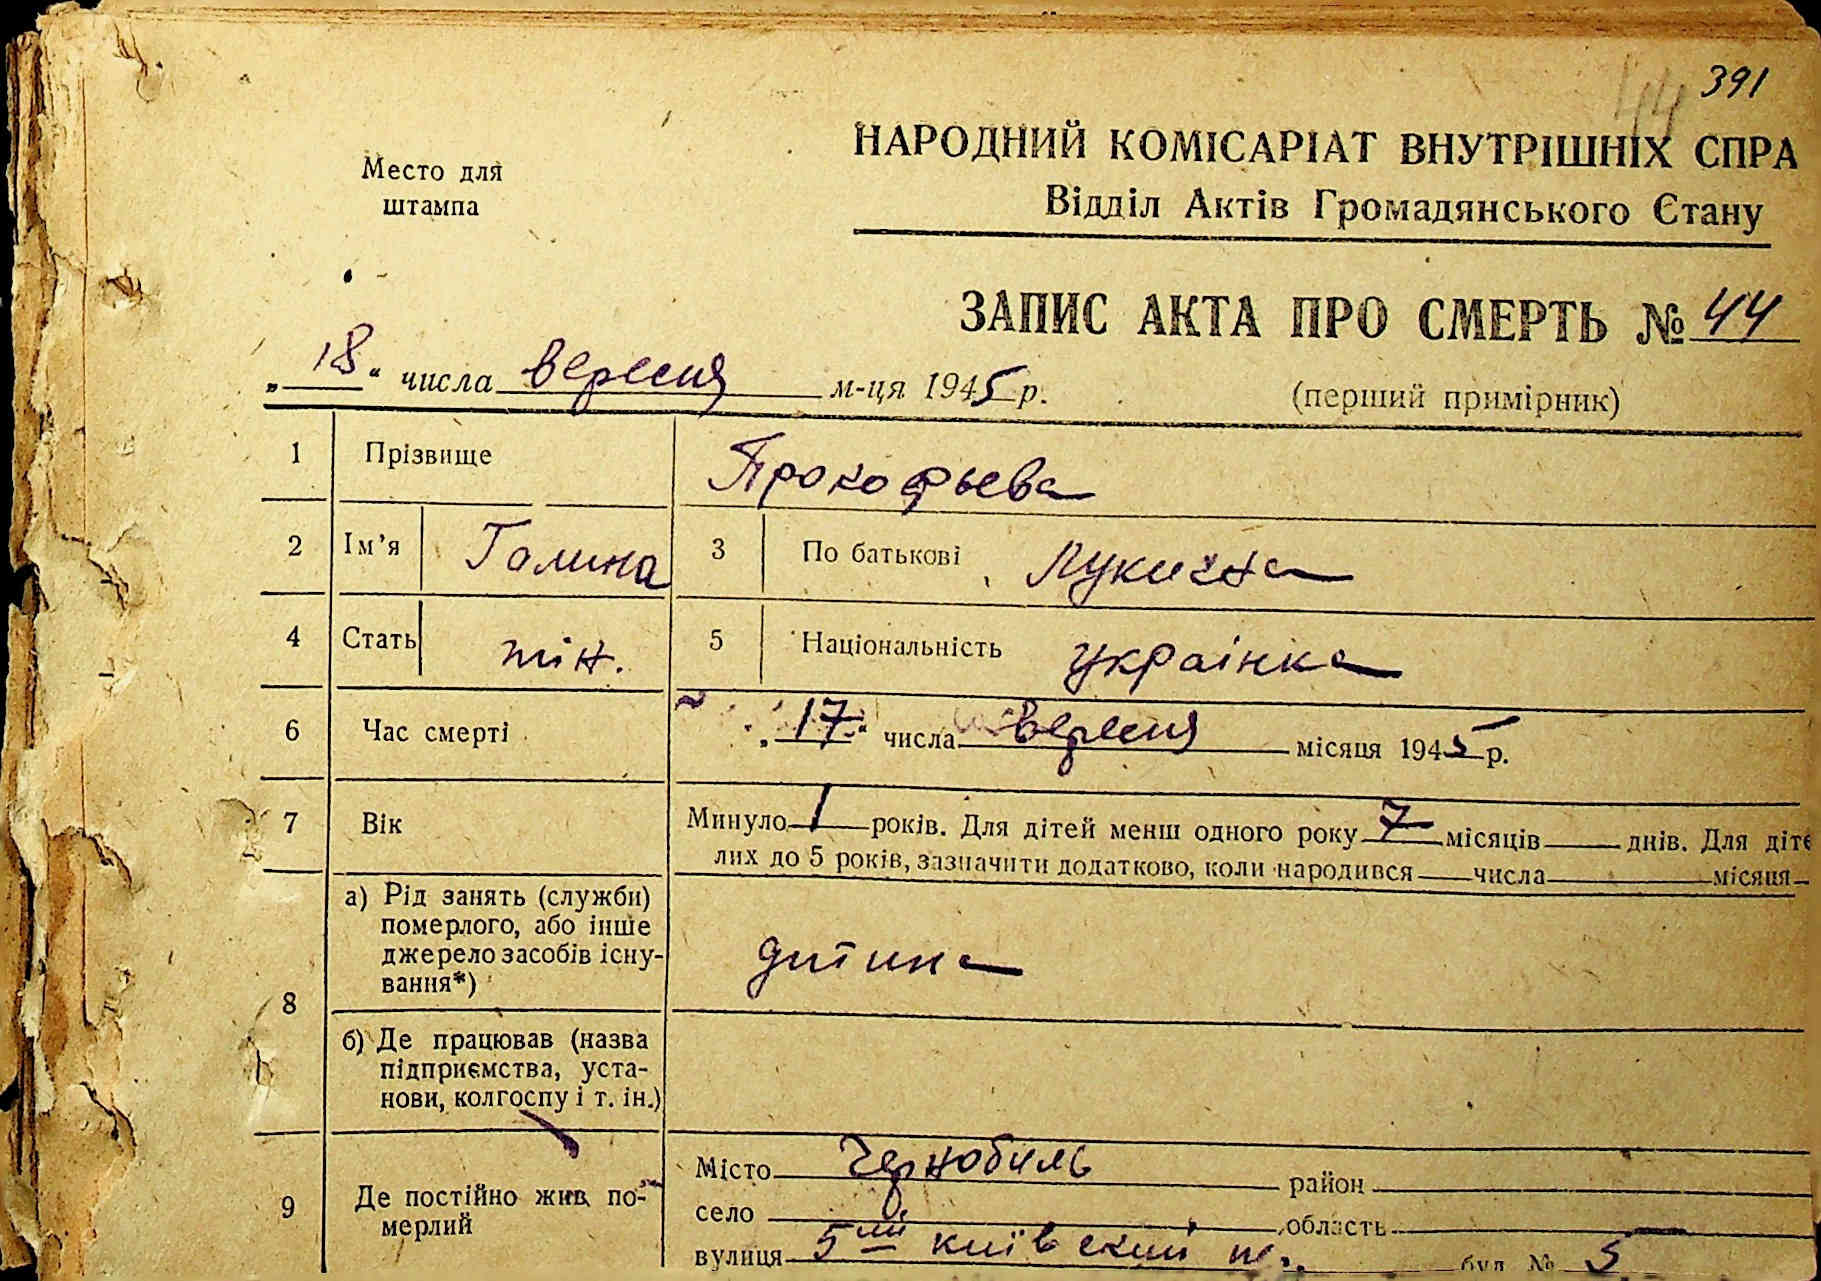 391
44
НАРОДНИЙ КОМІСАРІАТ ВНУТРІШНІХ СПРА
Место для
штампа
Відділ Актів Громадянського Стану
ЗАПИС АКТА ПРО СМЕРТЬ № 44
„18“ числа вересня м-ця 1945 р.
(перший примірник)
1 Прізвище Прокофьева
2 Ім’я Галина 3 По батькові Лукична
4 Стать жін. 5 Національність українка
6 Час смерті „17“ числа вересня місяця 1945 р.
7 Вік Минуло 1 років. Для дітей менш одного року 7 місяців днів. Для діте
лих до 5 років, зазначити додатково, коли народився числа місяця
8 а) Рід занять (служби)
померлого, або інше
джерело засобів існу-
вання*) дитина
б) Де працював (назва
підприємства, уста-
нови, колгоспу і т. ін.)
9 Де постійно жив по-
мерлий
Місто Чернобиль район
село область
вулиця 5ий київский п. буд. № 5